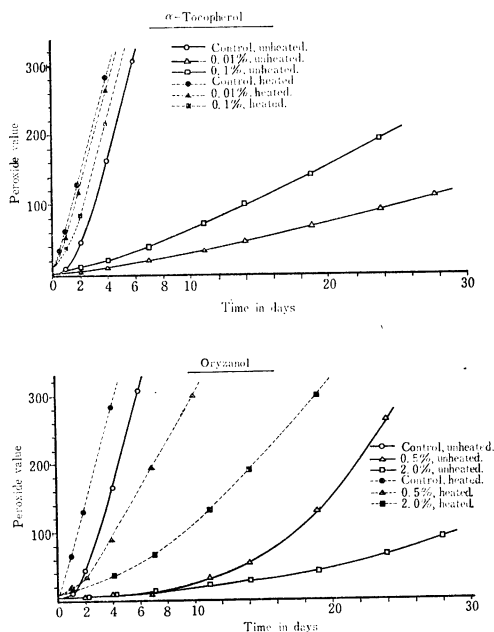 α-Tocopherol
Control, unheated.
0.01%, unheated.
0.1%, unheated.
Control, heated
0.01%, heated.
0.1%, heated.
Peroxide value
300
200
100
0 2 4 6 8 10 20 30
Time in days
Oryzanol
Control, unheated.
0.5%, unheated.
2.0%, unheated.
Control, heated.
0.5%, heated.
2.0%, heated.
Peroxide value
300
200
100
0 2 4 6 8 10 20 30
Time in days